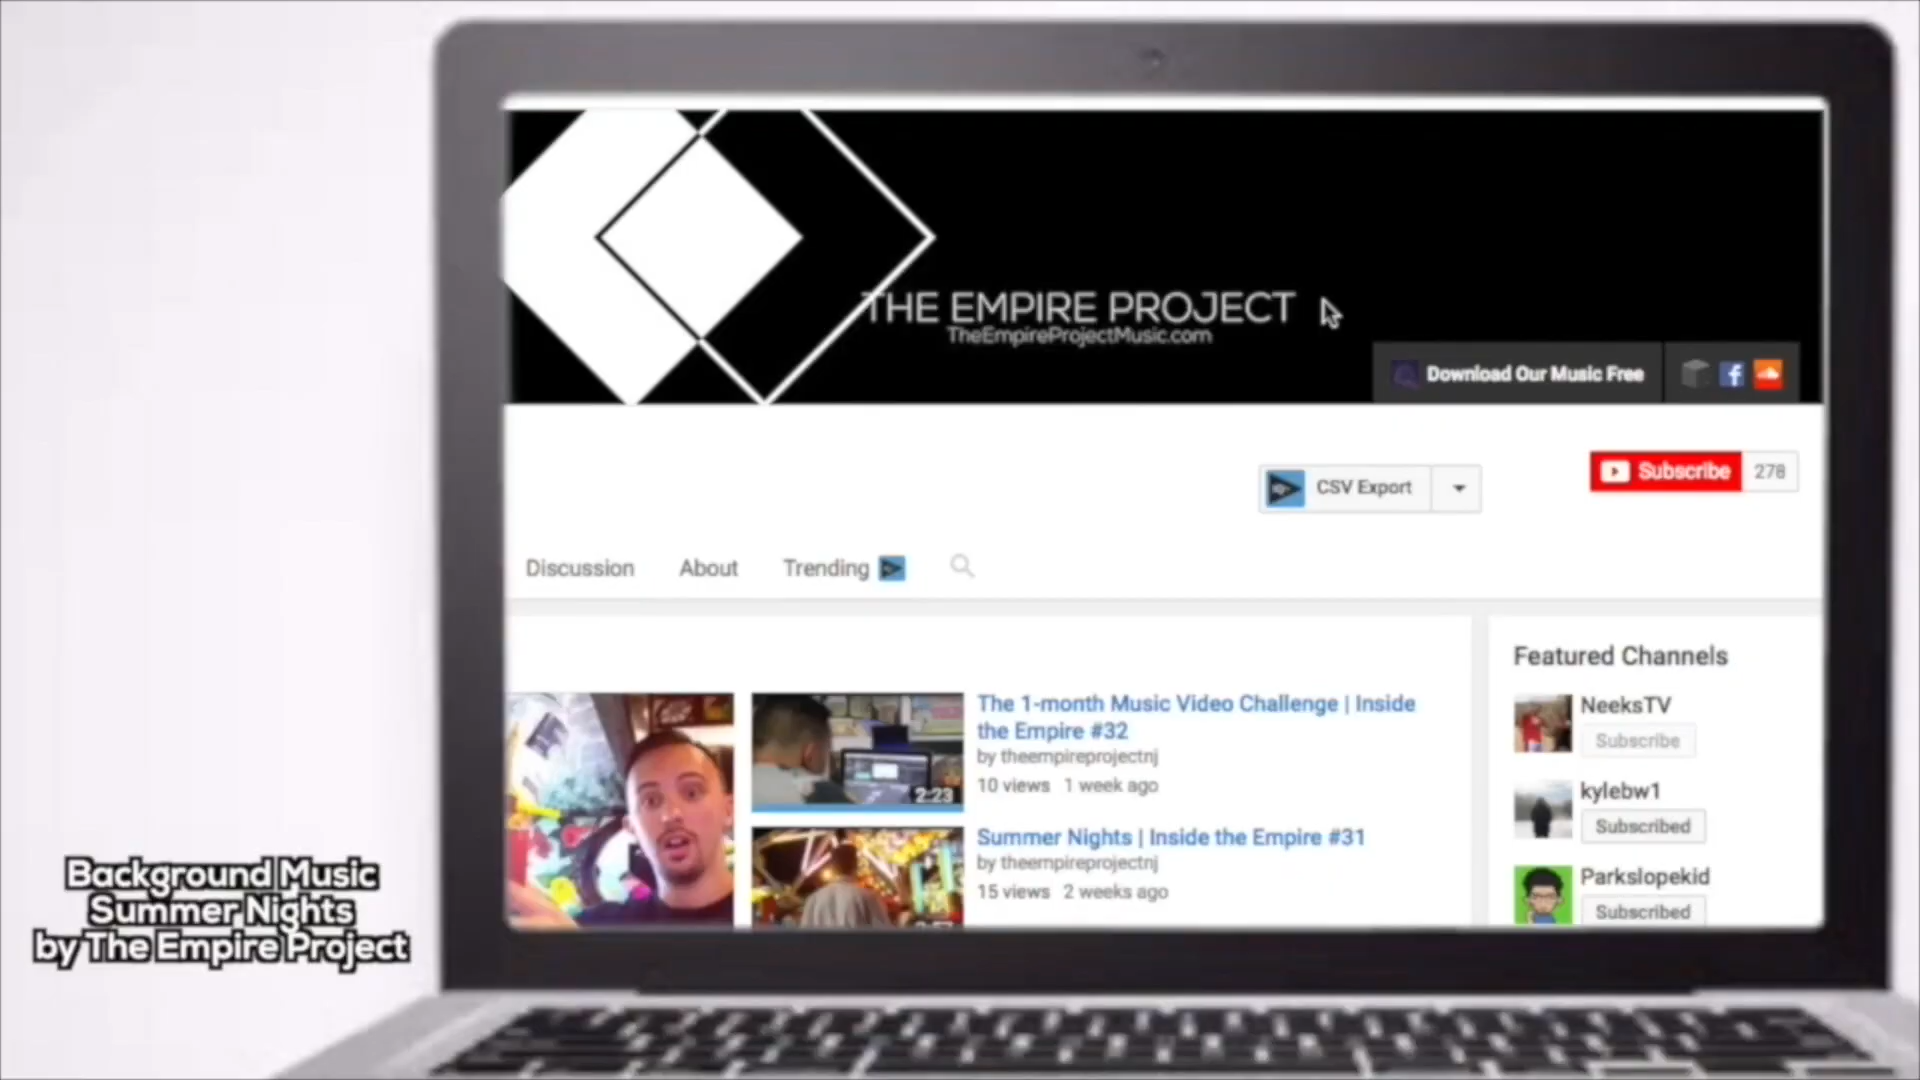 THE EMPIRE PROJECT
TheEmpireProjectMusic.com
Download Our Music Free
CSV Export
Subscribe 278
Discussion About Trending
Featured Channels
The 1-month Music Video Challenge | Inside
the Empire #32
by theempireprojectnj
10 views 1 week ago
2:23
Summer Nights | Inside the Empire #31
by theempireprojectnj
15 views 2 weeks ago
NeeksTV
Subscribe
kylebw1
Subscribed
Parkslopekid
Subscribed
Background Music
Summer Nights
by The Empire Project